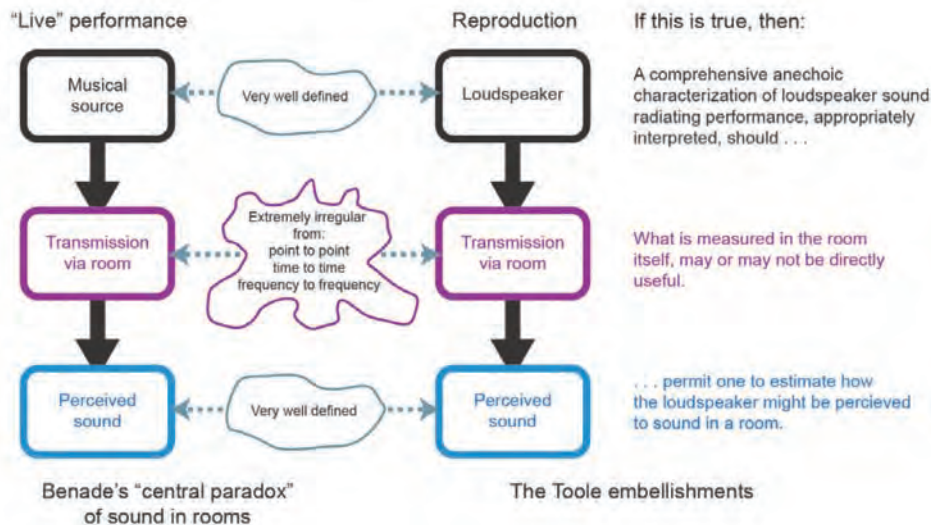 "Live" performance
Reproduction
If this is true, then:
Musical
source
Very well defined
Loudspeaker
A comprehensive anechoic
characterization of loudspeaker sound
radiating performance, appropriately
interpreted, should . . .
Transmission
via room
Extremely irregular
from:
point to point
time to time
frequency to frequency
Transmission
via room
What is measured in the room
itself, may or may not be directly
useful.
Perceived
sound
Very well defined
Perceived
sound
. . . permit one to estimate how
the loudspeaker might be percieved
to sound in a room.
Benade's "central paradox"
of sound in rooms
The Toole embellishments